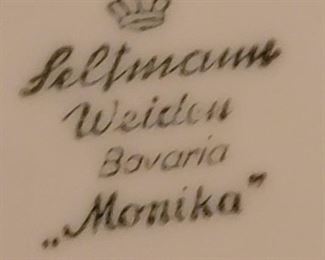 Seltmann
Weiden
Bavaria
„Monika"